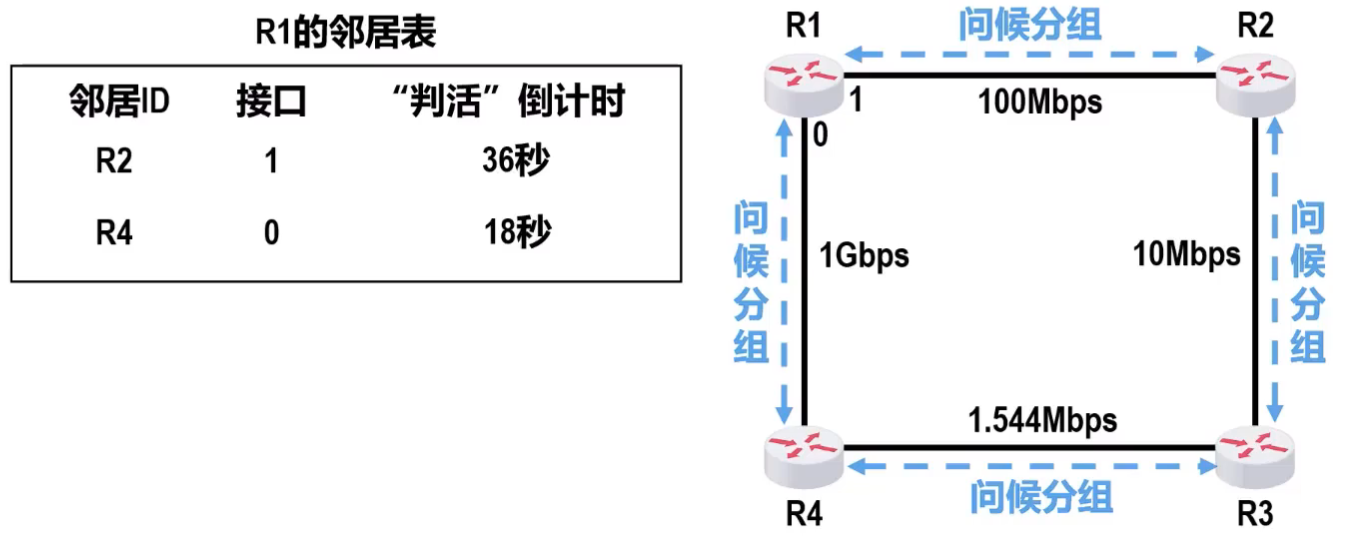 R1的邻居表
邻居ID 接口 “判活”倒计时
R2 1 36秒
R4 0 18秒
R1 问候分组 R2
1 100Mbps
0
问候分组
1Gbps
10Mbps
问候分组
1.544Mbps
问候分组
R4 R3